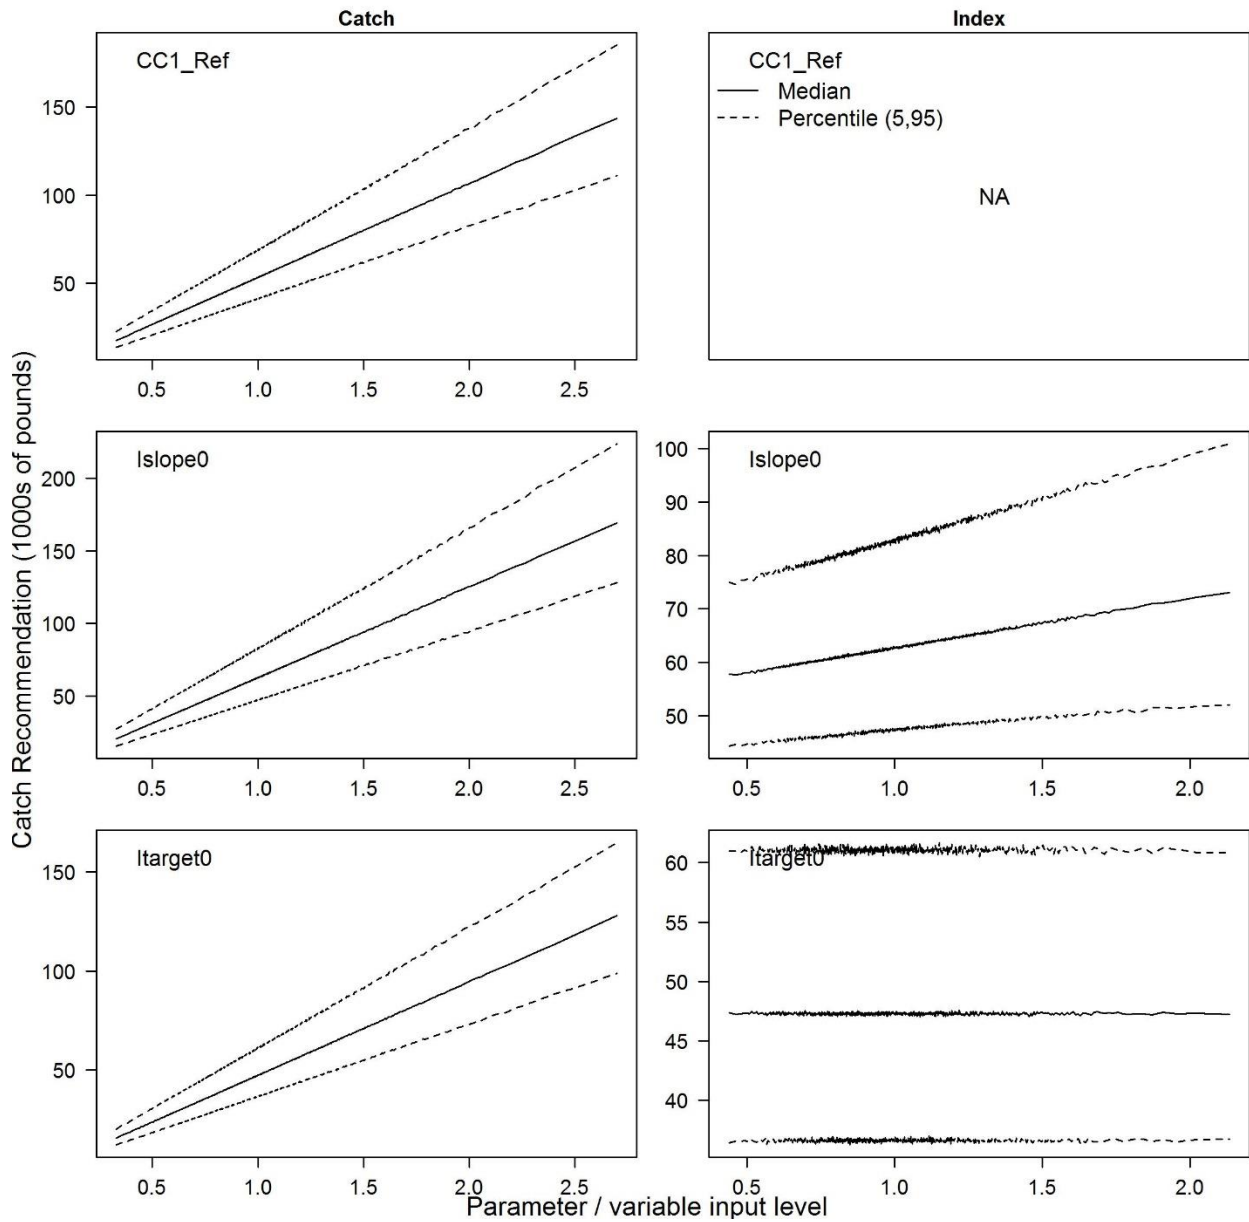 Catch
Index
CC1_Ref
150
100
50
0.5 1.0 1.5 2.0 2.5
CC1_Ref
Median
Percentile (5,95)
NA
Catch Recommendation (1000s of pounds)
Islope0
200
150
100
50
0.5 1.0 1.5 2.0 2.5
Islope0
100
90
80
70
60
50
0.5 1.0 1.5 2.0
Itarget0
150
100
50
0.5 1.0 1.5 2.0 2.5
Itarget0
60
55
50
45
40
0.5 1.0 1.5 2.0
Parameter / variable input level